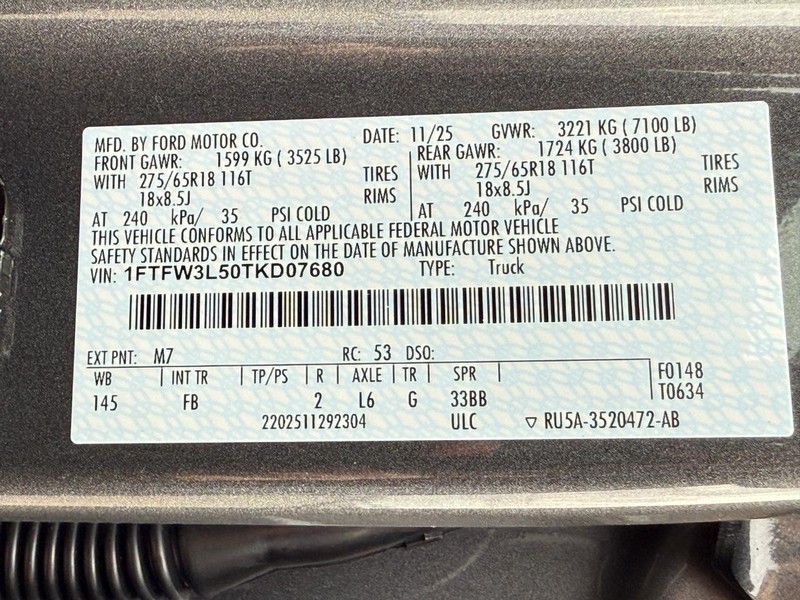 MFD. BY FORD MOTOR CO. DATE: 11/25 GVWR: 3221 KG ( 7100 LB)
FRONT GAWR: 1599 KG ( 3525 LB) REAR GAWR: 1724 KG ( 3800 LB)
WITH 275/65R18 116T TIRES WITH 275/65R18 116T TIRES
18x8.5J RIMS 18x8.5J RIMS
AT 240 kPa/ 35 PSI COLD AT 240 kPa/ 35 PSI COLD
THIS VEHICLE CONFORMS TO ALL APPLICABLE FEDERAL MOTOR VEHICLE
SAFETY STANDARDS IN EFFECT ON THE DATE OF MANUFACTURE SHOWN ABOVE.
VIN: 1FTFW3L50TKD07680 TYPE: Truck
EXT PNT: M7 RC: 53 DSO:
WB | INT TR | TP/PS | R | AXLE | TR | SPR F0148
145 FB 2 L6 G 33BB T0634
2202511292304 ULC ▽ RU5A-3520472-AB